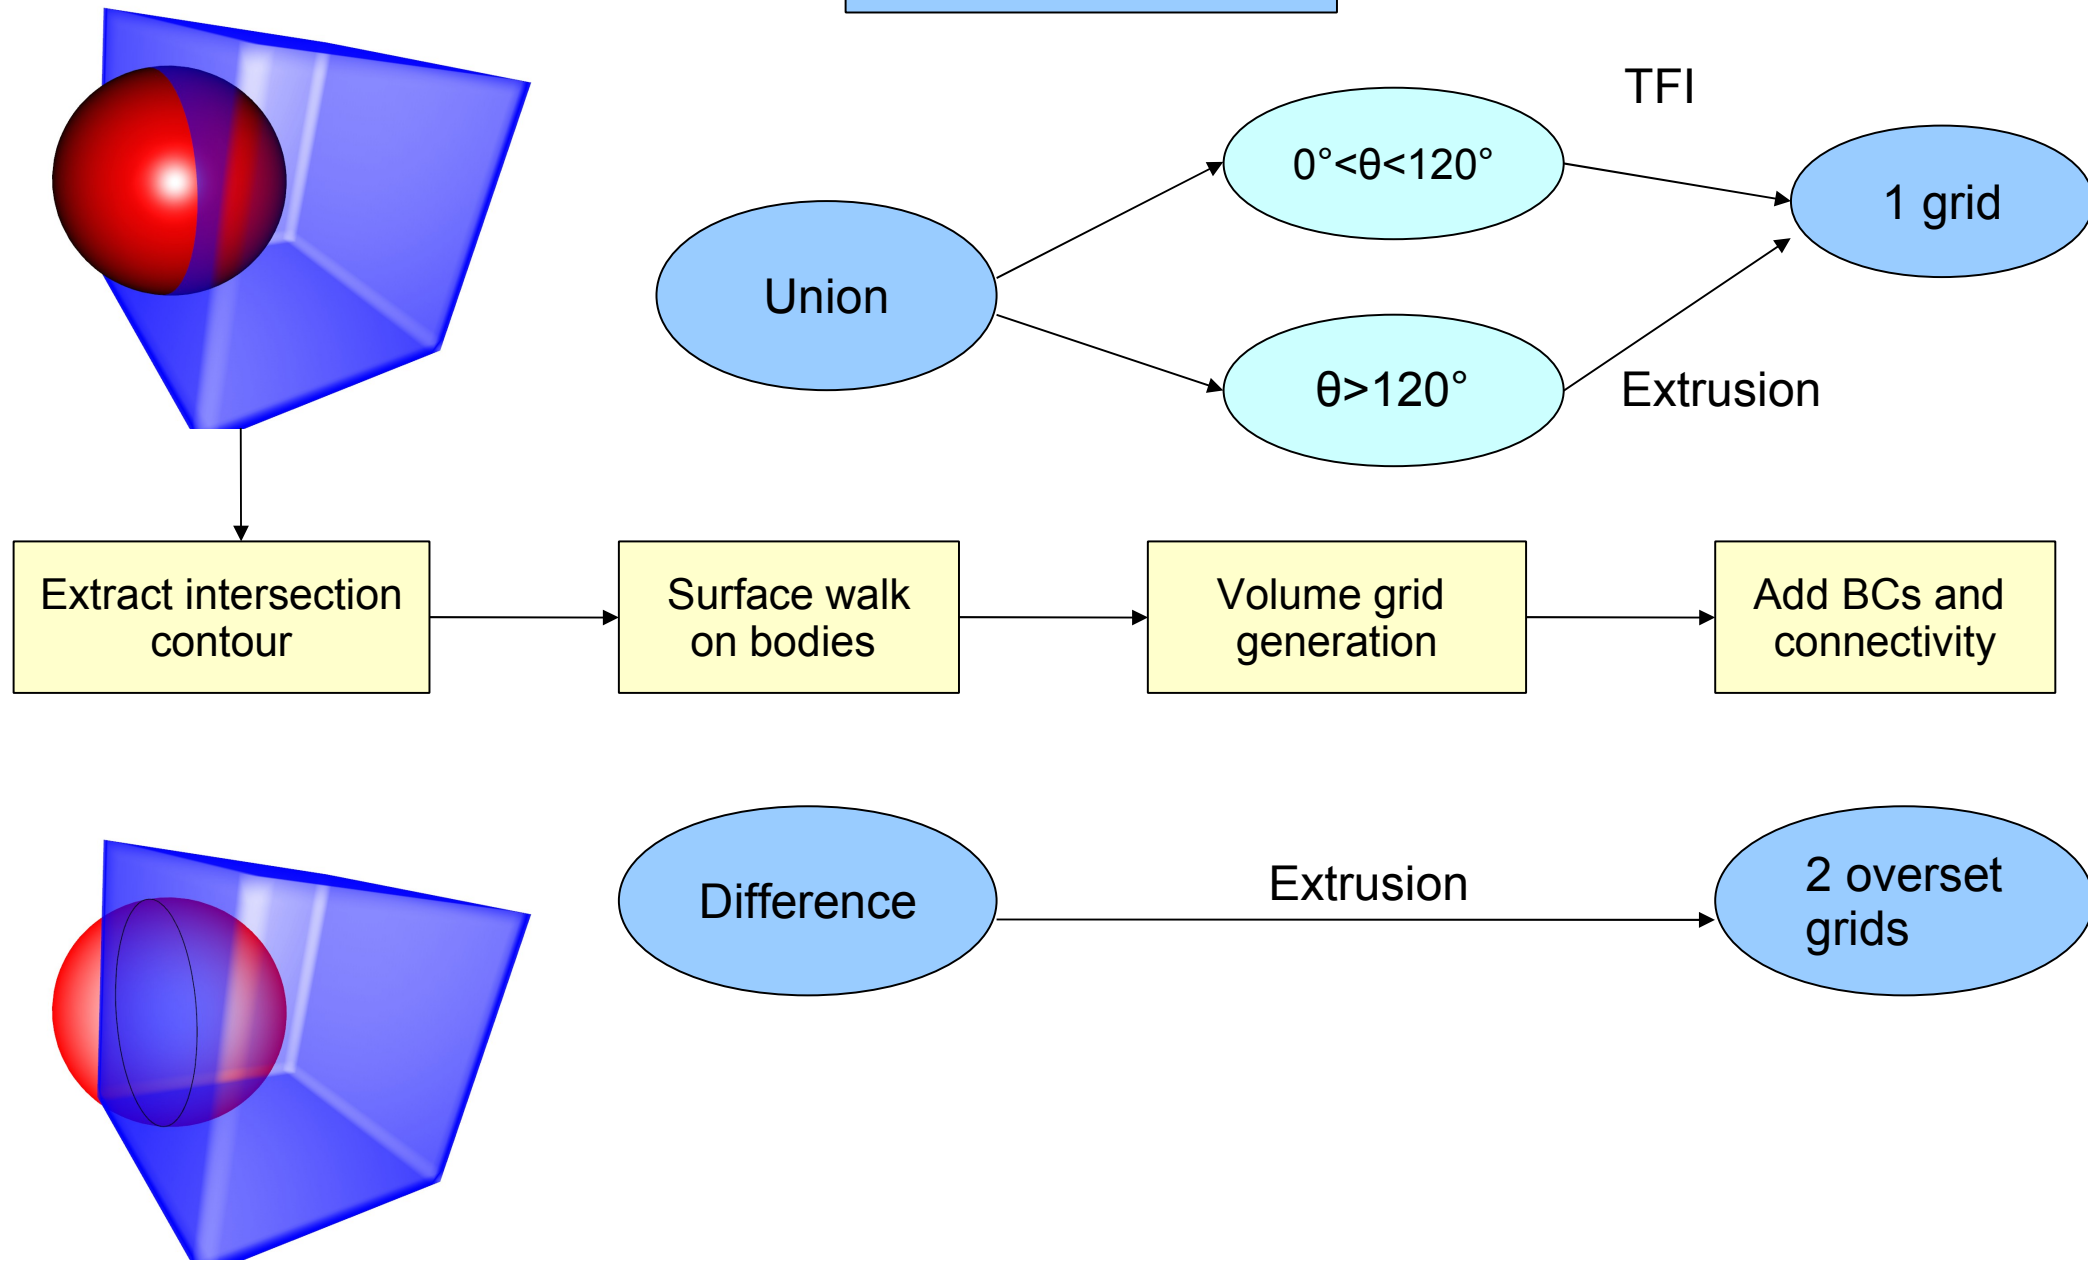 TFI
0°<θ<120°
1 grid
Union
θ>120°
Extrusion
Extract intersection
contour
Surface walk
on bodies
Volume grid
generation
Add BCs and
connectivity
Difference
Extrusion
2 overset
grids